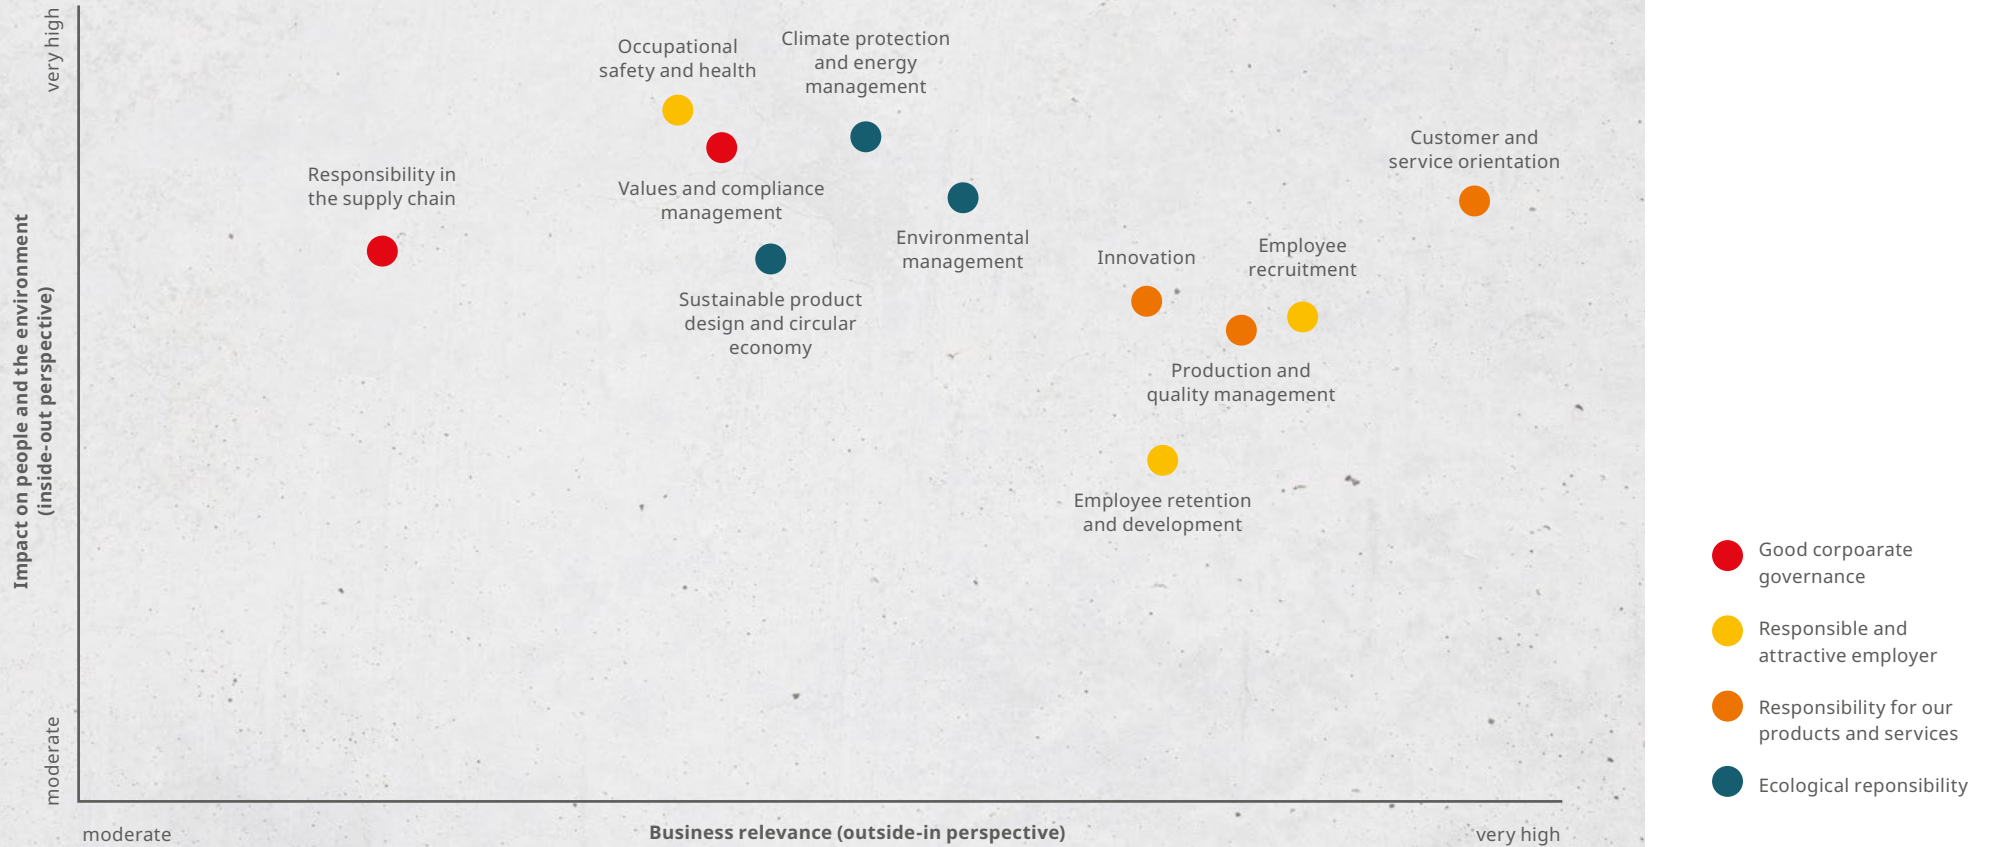 very high
Impact on people and the environment
(inside-out perspective)
moderate
Occupational
safety and health
Climate protection
and energy
management
Customer and
service orientation
Responsibility in
the supply chain
Values and compliance
management
Environmental
management
Innovation
Employee
recruitment
Sustainable product
design and circular
economy
Production and
quality management
Employee retention
and development
moderate
Business relevance (outside-in perspective)
very high
Good corpoarate
governance
Responsible and
attractive employer
Responsibility for our
products and services
Ecological reponsibility